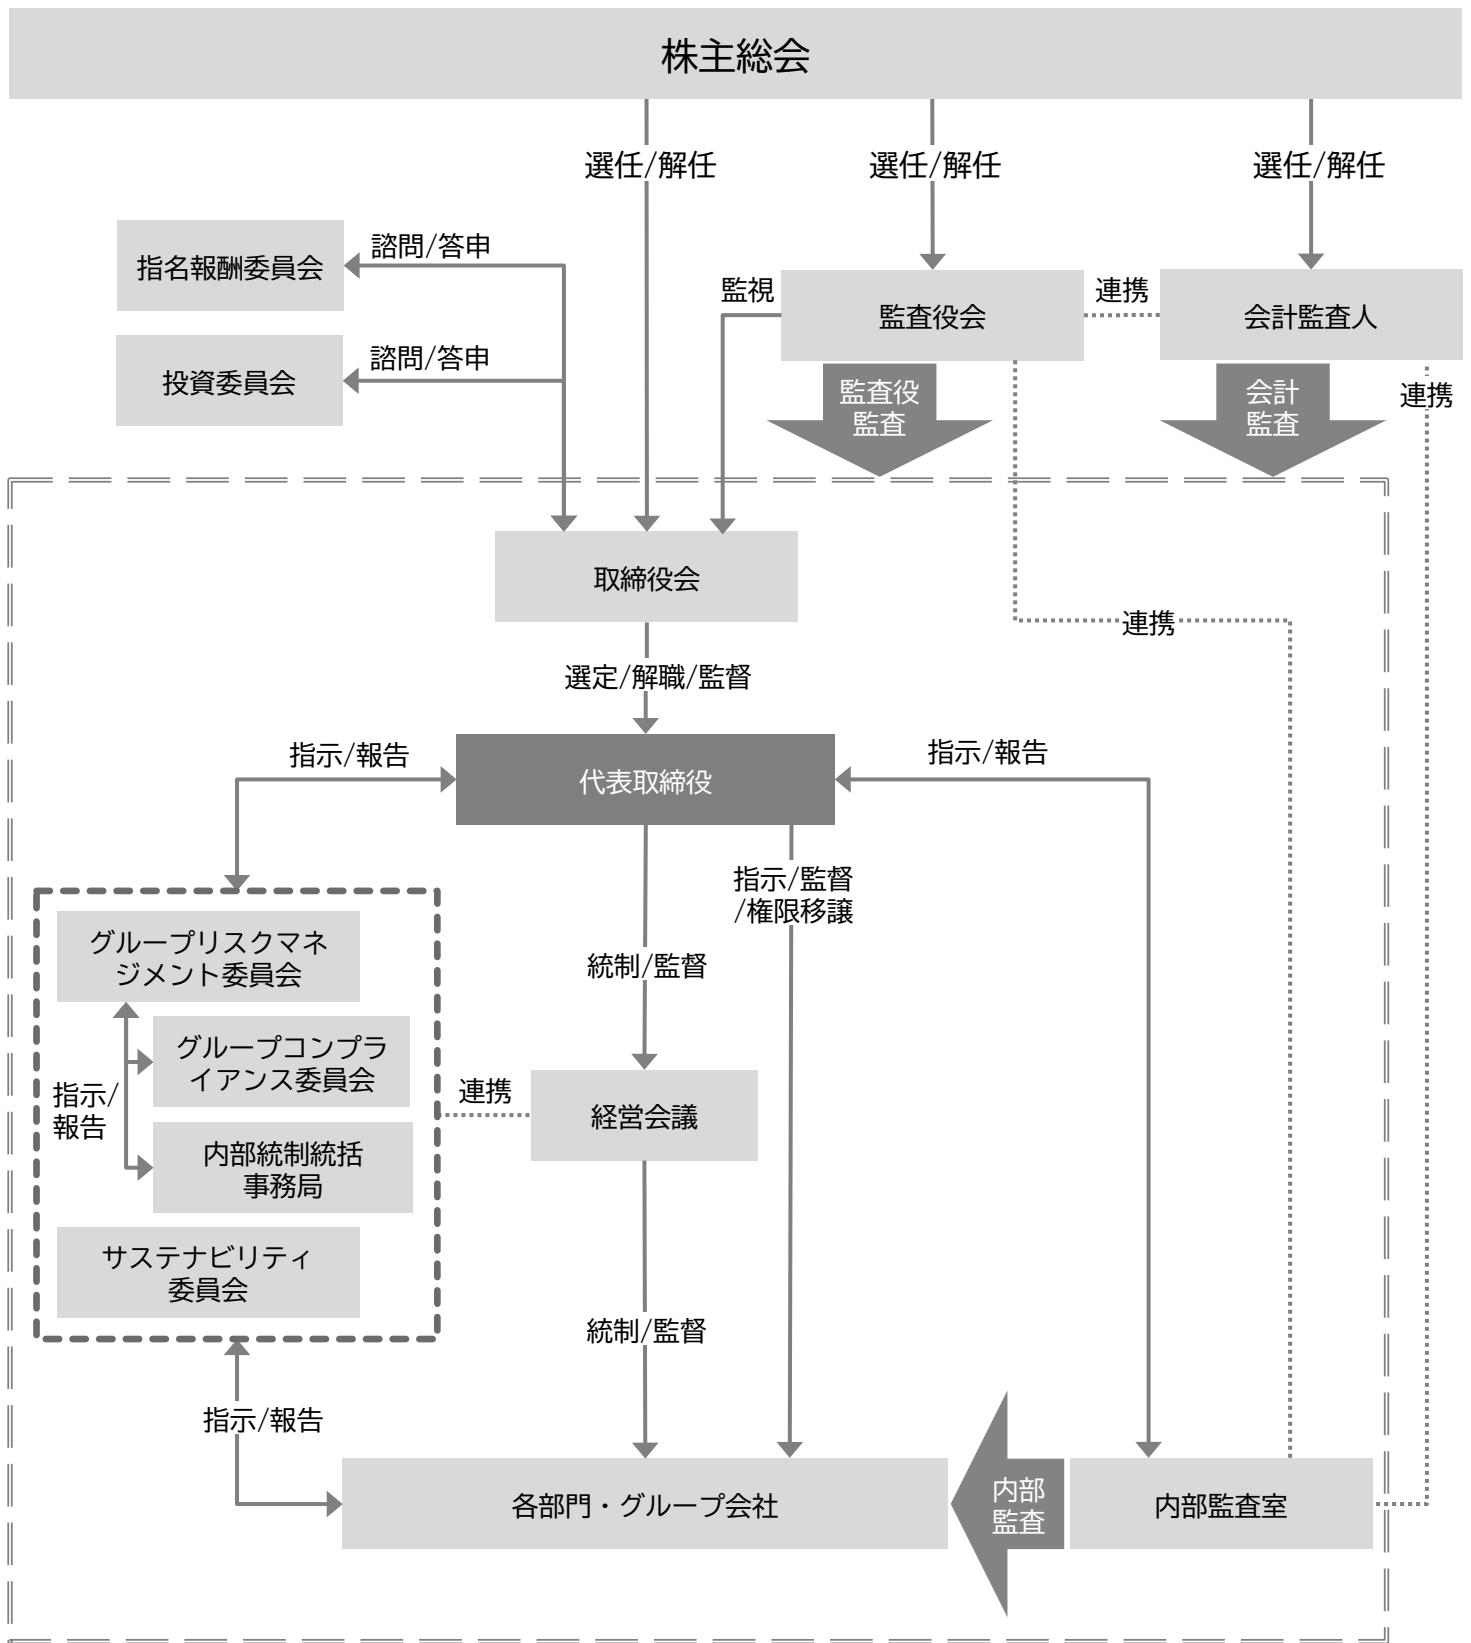 株主総会
選任/解任
選任/解任
選任/解任
諮問/答申
指名報酬委員会
監視
連携
監査役会
会計監査人
諮問/答申
投資委員会
監査役
監査
会計
監査
連携
取締役会
連携
選定/解職/監督
指示/報告
指示/報告
代表取締役
指示/監督
/権限移譲
グループリスクマネ
ジメント委員会
統制/監督
グループコンプラ
イアンス委員会
指示/
報告
連携
経営会議
内部統制統括
事務局
サステナビリティ
委員会
統制/監督
指示/報告
各部門・グループ会社
内部
監査
内部監査室